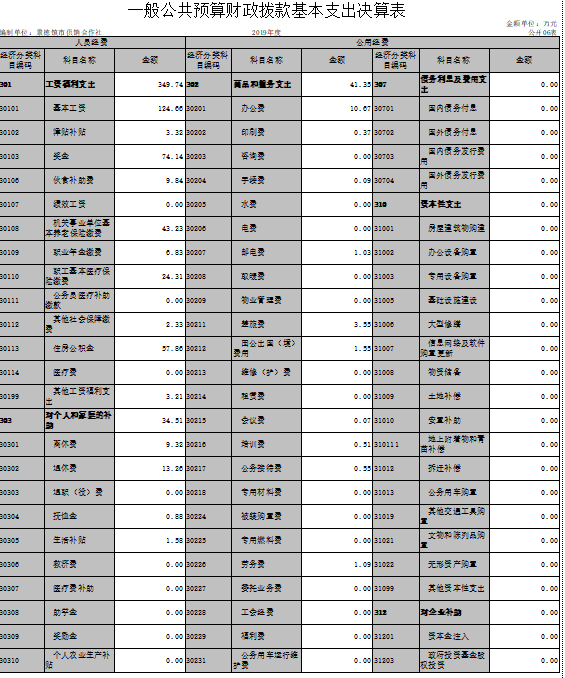 一般公共预算财政拨款基本支出决算表
金额单位：万元
编制单位：景德镇市供销合作社 2019年度 公开06表
人员经费 公用经费
经济分类科目编码 科目名称 金额 经济分类科目编码 科目名称 金额 经济分类科目编码 科目名称 金额
301 工资福利支出 349.74 302 商品和服务支出 41.35 307 债务利息及费用支出 0.00
30101 基本工资 124.66 30201 办公费 10.67 30701 国内债务付息 0.00
30102 津贴补贴 3.32 30202 印刷费 0.37 30702 国外债务付息 0.00
30103 奖金 74.14 30203 咨询费 0.00 30703 国内债务发行费用 0.00
30106 伙食补助费 9.84 30204 手续费 0.09 30704 国外债务发行费用 0.00
30107 绩效工资 0.00 30205 水费 0.00 310 资本性支出 0.00
30108 机关事业单位基本养老保险缴费 43.23 30206 电费 0.00 31001 房屋建筑物购建 0.00
30109 职业年金缴费 6.83 30207 邮电费 1.03 31002 办公设备购置 0.00
30110 职工基本医疗保险缴费 24.31 30208 取暖费 0.00 31003 专用设备购置 0.00
30111 公务员医疗补助缴费 0.00 30209 物业管理费 0.00 31005 基础设施建设 0.00
30112 其他社会保障缴费 2.33 30211 差旅费 3.55 31006 大型修缮 0.00
30113 住房公积金 57.86 30212 因公出国（境）费用 1.55 31007 信息网络及软件购置更新 0.00
30114 医疗费 0.00 30213 维修（护）费 0.00 31008 物资储备 0.00
30199 其他工资福利支出 3.21 30214 租赁费 0.00 31009 土地补偿 0.00
303 对个人和家庭的补助 34.51 30215 会议费 0.07 31010 安置补助 0.00
30301 离休费 9.32 30216 培训费 0.51 310111 地上附着物和青苗补偿 0.00
30302 退休费 13.26 30217 公务接待费 0.55 31012 拆迁补偿 0.00
30303 退职（役）费 0.00 30218 专用材料费 0.00 31013 公务用车购置 0.00
30304 抚恤金 0.88 30224 被装购置费 0.00 31019 其他交通工具购置 0.00
30305 生活补贴 1.58 30225 专用燃料费 0.00 31021 文物和陈列品购置 0.00
30306 救济费 0.00 30226 劳务费 1.09 31022 无形资产购置 0.00
30307 医疗费补助 0.00 30227 委托业务费 0.00 31099 其他资本性支出 0.00
30308 助学金 0.00 30228 工会经费 0.00 312 对企业补助 0.00
30309 奖励金 0.00 30229 福利费 0.00 31201 资本金注入 0.00
30310 个人农业生产补贴 0.00 30231 公务用车运行维护费 0.00 31203 政府投资基金股权投资 0.00